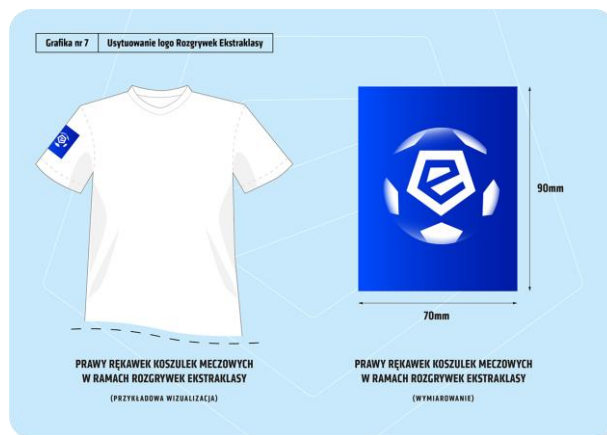 Grafika nr 7 Usytuowanie logo Rozgrywek Ekstraklasy
90mm
70mm
PRAWY RĘKAWEK KOSZULEK MECZOWYCH
W RAMACH ROZGRYWEK EKSTRAKLASY
(PRZYKŁADOWA WIZUALIZACJA)
PRAWY RĘKAWEK KOSZULEK MECZOWYCH
W RAMACH ROZGRYWEK EKSTRAKLASY
(WYMIAROWANIE)